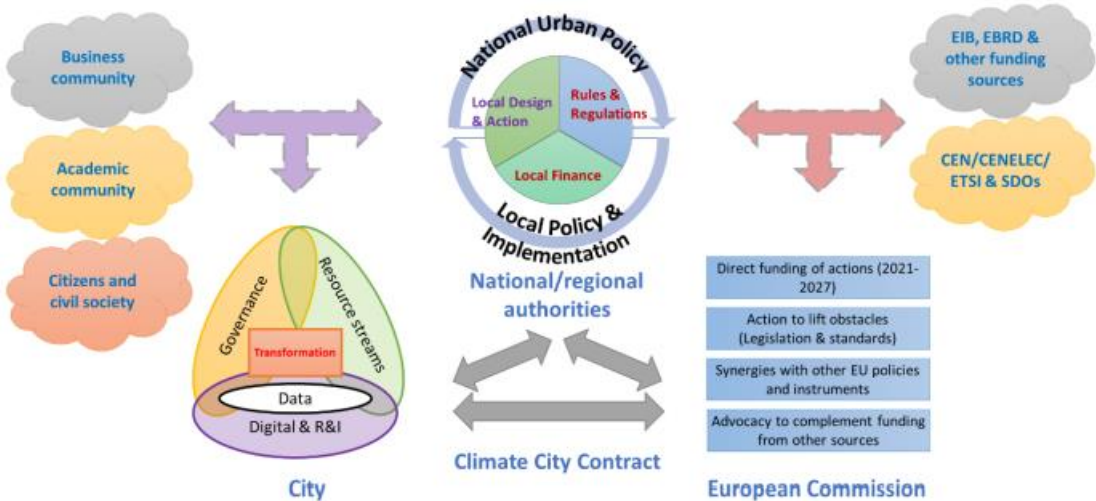 Business
community
Academic
community
Citizens and
civil society
Governance
Resource streams
Transformation
Data
Digital & R&I
City
National Urban Policy
Local Design
& Action
Rules &
Regulations
Local Finance
Local Policy &
Implementation
National/regional
authorities
Climate City Contract
EIB, EBRD &
other funding
sources
CEN/CENELEC/
ETSI & SDOs
Direct funding of actions (2021-
2027)
Action to lift obstacles
(Legislation & standards)
Synergies with other EU policies
and instruments
Advocacy to complement funding
from other sources
European Commission